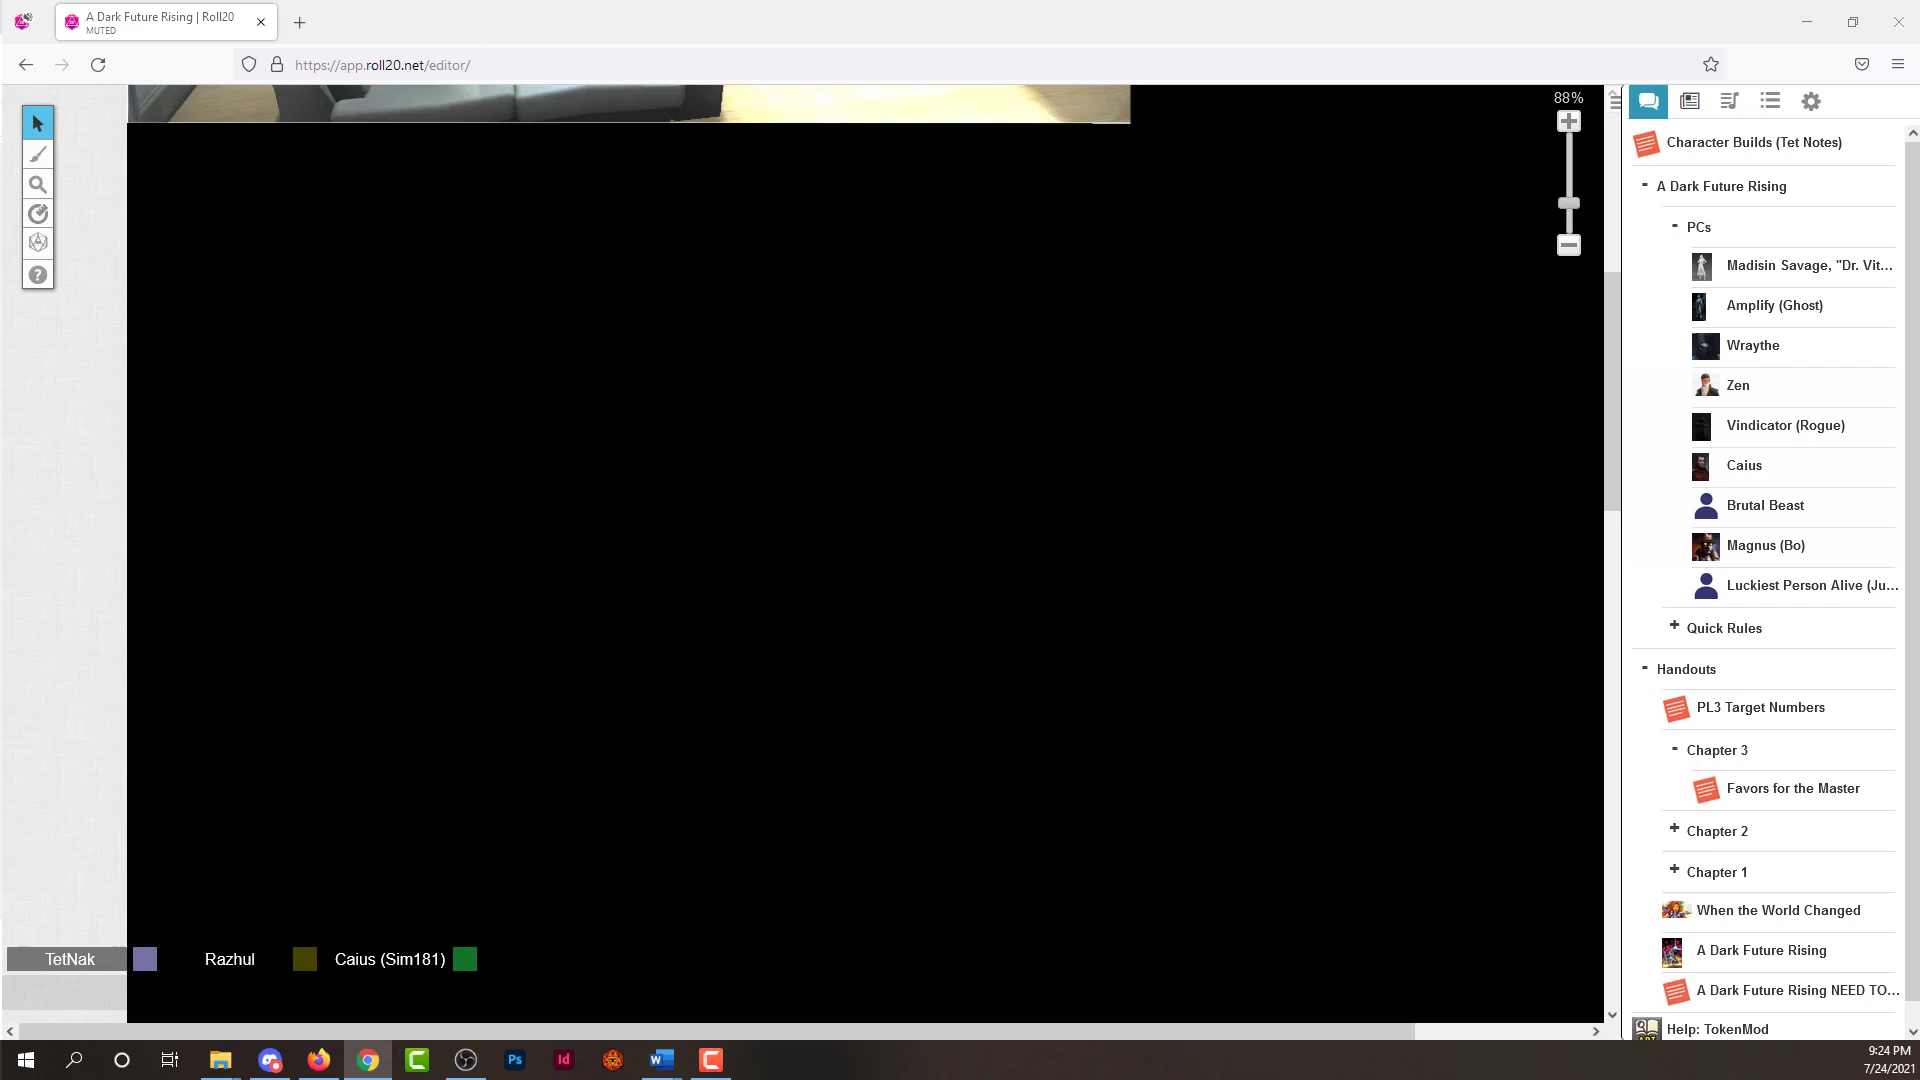 A Dark Future Rising | Roll20
MUTED
https://app.roll20.net/editor/
88%
Character Builds (Tet Notes)
A Dark Future Rising
PCs
Madisin Savage, "Dr. Vit...
Amplify (Ghost)
Wraythe
Zen
Vindicator (Rogue)
Caius
Brutal Beast
Magnus (Bo)
Luckiest Person Alive (Ju...
Quick Rules
Handouts
PL3 Target Numbers
Chapter 3
Favors for the Master
Chapter 2
Chapter 1
When the World Changed
A Dark Future Rising
A Dark Future Rising NEED TO...
Help: TokenMod
TetNak
Razhul
Caius (Sim181)
Ps
Id
9:24 PM
7/24/2021